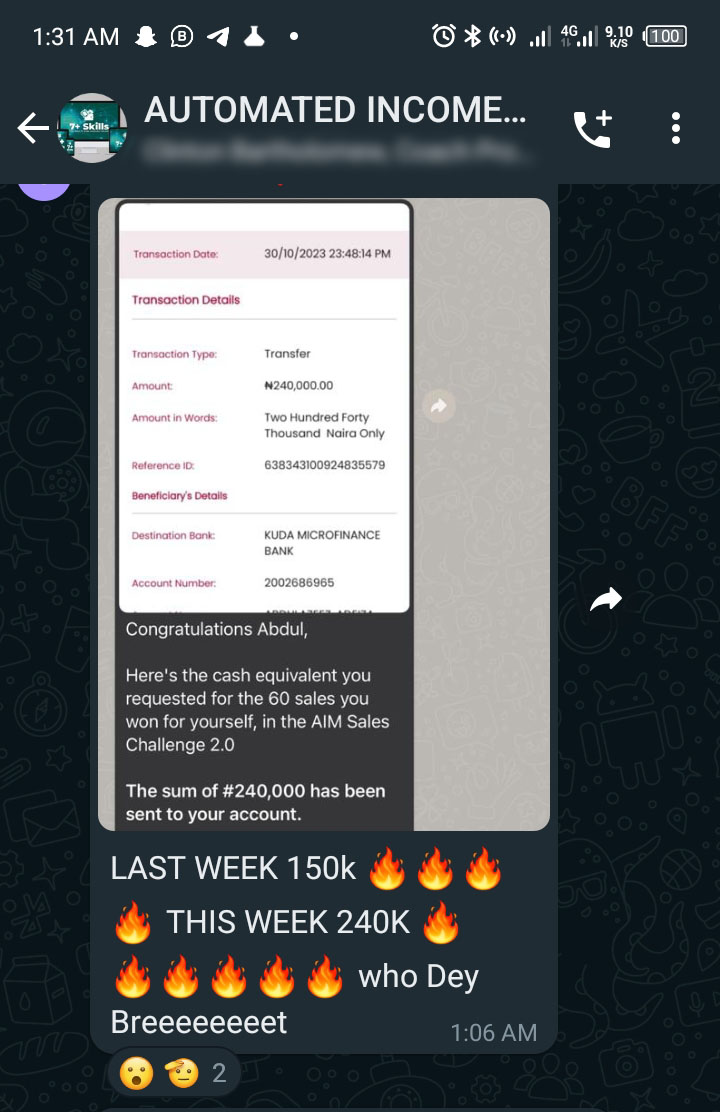 1:31 AM
4G
9.10
K/S
100
AUTOMATED INCOME...
7+ Skills
Transaction Date: 30/10/2023 23:48:14 PM
Transaction Details
Transaction Type: Transfer
Amount: ₦240,000.00
Amount in Words: Two Hundred Forty
Thousand Naira Only
Reference ID: 638343100924835579
Beneficiary's Details
Destination Bank: KUDA MICROFINANCE
BANK
Account Number: 2002686965
Congratulations Abdul,
Here's the cash equivalent you
requested for the 60 sales you
won for yourself, in the AIM Sales
Challenge 2.0
The sum of #240,000 has been
sent to your account.
LAST WEEK 150k 🔥 🔥 🔥
🔥 THIS WEEK 240K 🔥
🔥 🔥 🔥 🔥 🔥 who Dey
Breeeeeeeet
1:06 AM
😮 🫡 2